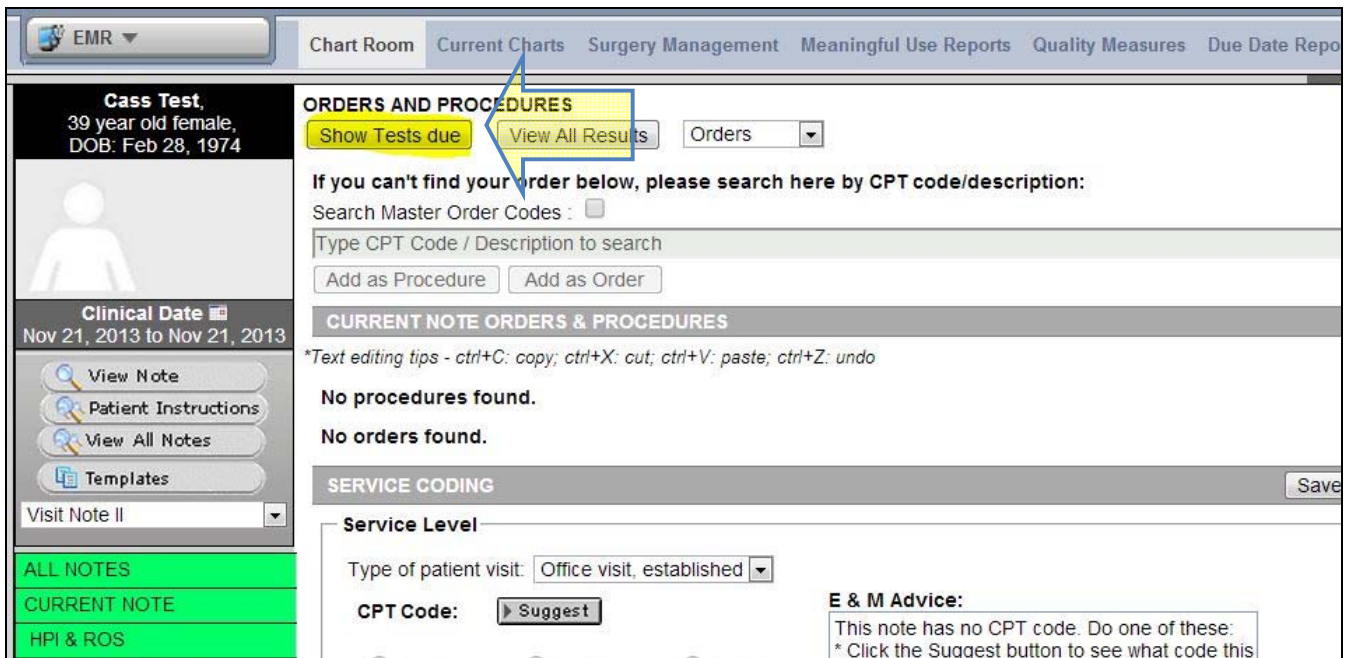 EMR
Chart Room Current Charts Surgery Management Meaningful Use Reports Quality Measures Due Date Repo
Cass Test,
39 year old female,
DOB: Feb 28, 1974
Clinical Date
Nov 21, 2013 to Nov 21, 2013
View Note
Patient Instructions
View All Notes
Templates
Visit Note II
ALL NOTES
CURRENT NOTE
HPI & ROS
ORDERS AND PROCEDURES
Show Tests due View All Results Orders
If you can't find your order below, please search here by CPT code/description:
Search Master Order Codes :
Type CPT Code / Description to search
Add as Procedure Add as Order
CURRENT NOTE ORDERS & PROCEDURES
*Text editing tips - ctrl+C: copy; ctrl+X: cut; ctrl+V: paste; ctrl+Z: undo
No procedures found.
No orders found.
SERVICE CODING Save
Service Level
Type of patient visit: Office visit, established
CPT Code: Suggest
E & M Advice:
This note has no CPT code. Do one of these:
* Click the Suggest button to see what code this